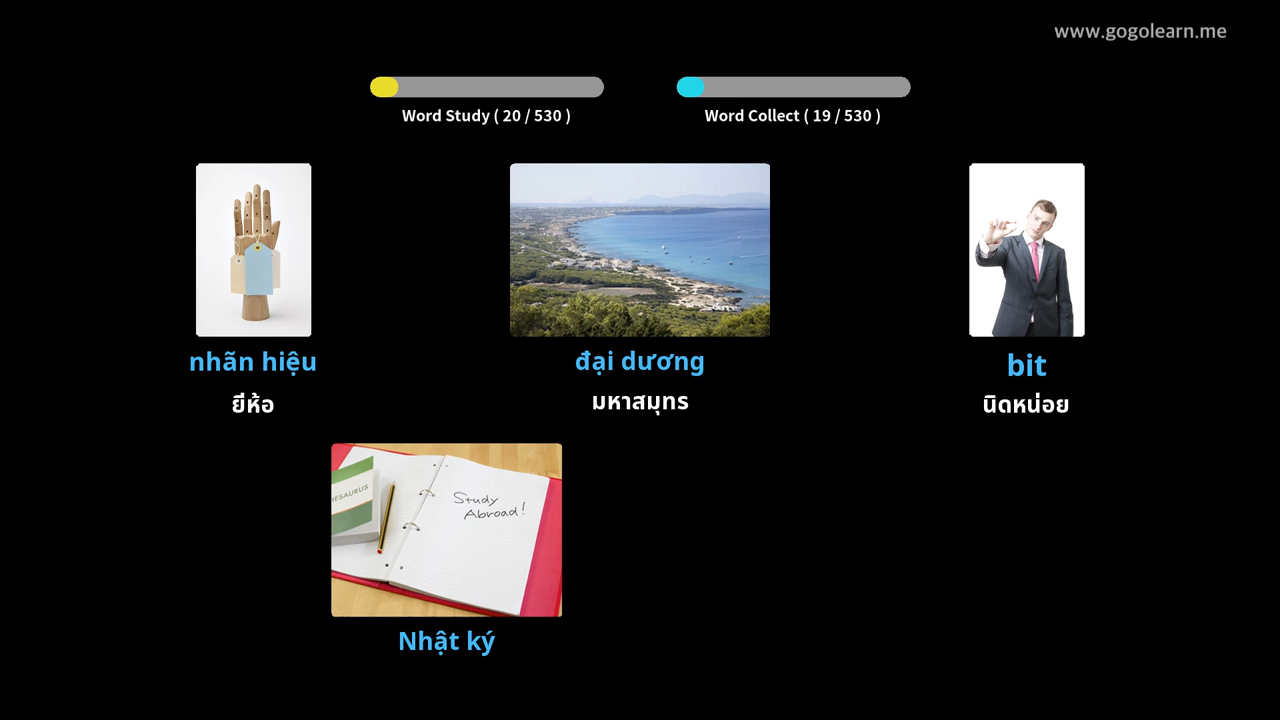 www.gogolearn.me
Word Study ( 20 / 530 )
Word Collect ( 19 / 530 )
nhãn hiệu
đại dương
bit
ยีห้อ
มหาสมุทร
นิดหน่อย
HESAURUS
Study
Abroad!
Nhật ký